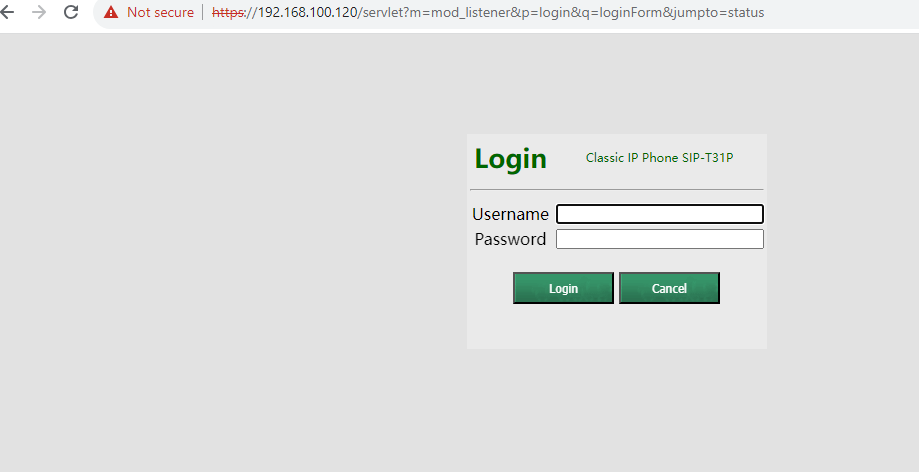 Not secure https://192.168.100.120/servlet?m=mod_listener&p=login&q=loginForm&jumpto=status
Login Classic IP Phone SIP-T31P
Username
Password
Login Cancel